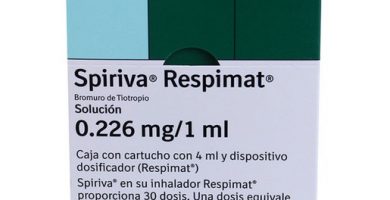 Spiriva® Respimat®
Bromuro de Tiotropio
Solución
0.226 mg/1 ml
Caja con cartucho con 4 ml y dispositivo
dosificador (Respimat®)
Spiriva® en su inhalador Respimat®
proporciona 30 dosis. Una dosis equivale